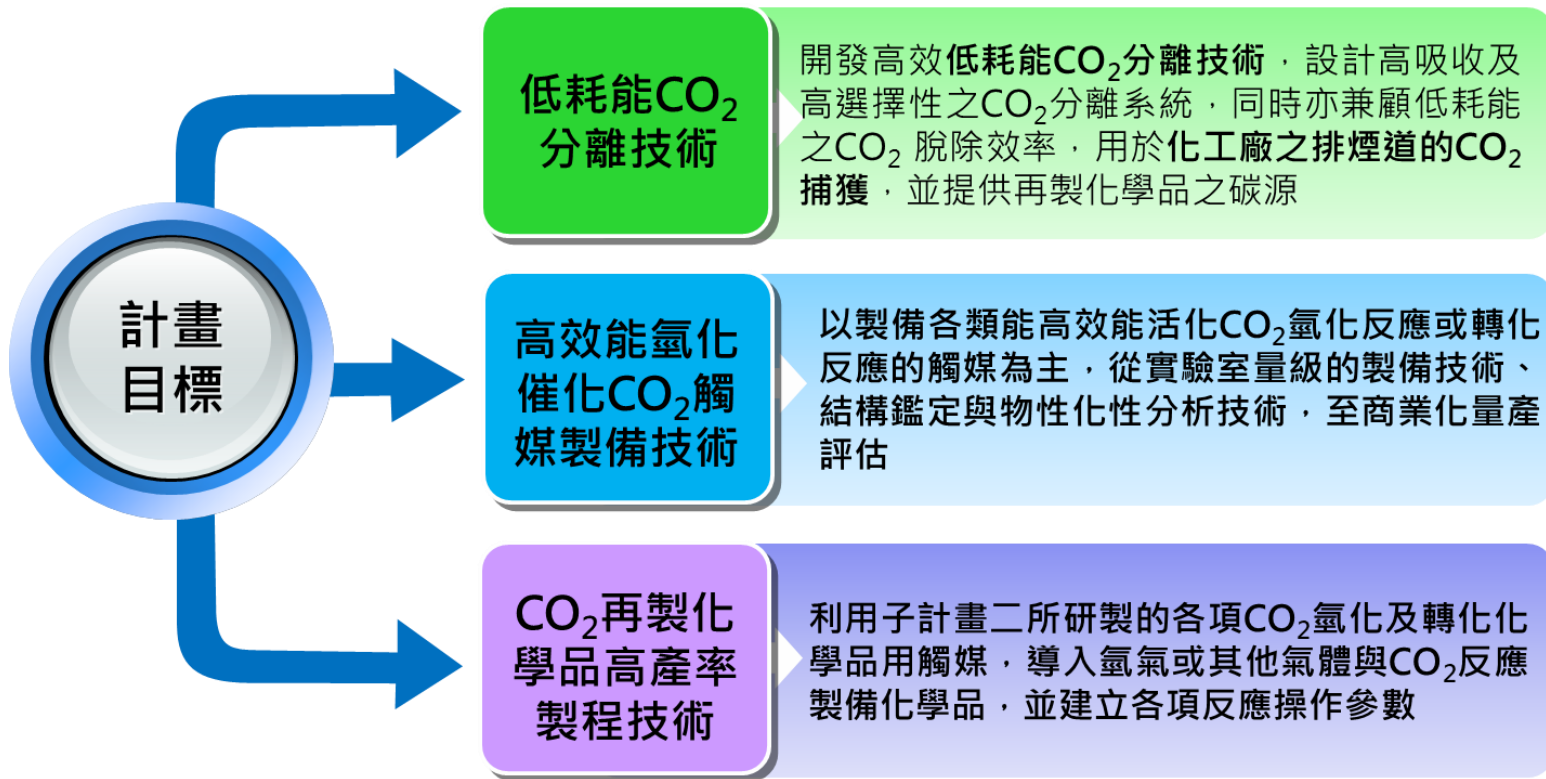 計畫
目標
低耗能CO₂
分離技術
開發高效低耗能CO₂分離技術，設計高吸收及
高選擇性之CO₂分離系統，同時亦兼顧低耗能
之CO₂ 脫除效率，用於化工廠之排煙道的CO₂
捕獲，並提供再製化學品之碳源
高效能氫化
催化CO₂觸
媒製備技術
以製備各類能高效能活化CO₂氫化反應或轉化
反應的觸媒為主，從實驗室量級的製備技術、
結構鑑定與物性化性分析技術，至商業化量產
評估
CO₂再製化
學品高產率
製程技術
利用子計畫二所研製的各項CO₂氫化及轉化化
學品用觸媒，導入氫氣或其他氣體與CO₂反應
製備化學品，並建立各項反應操作參數